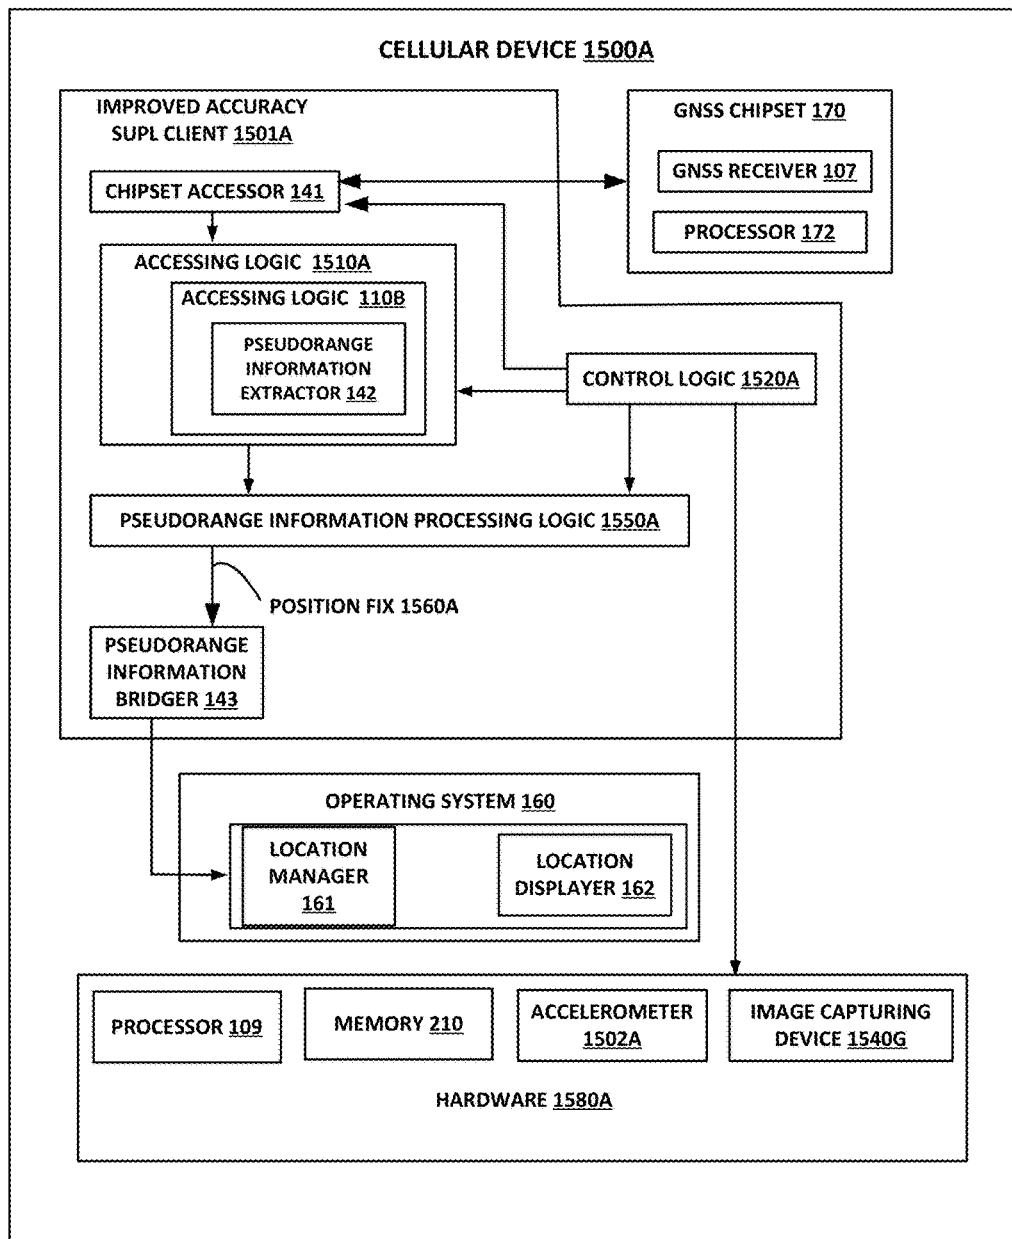 CELLULAR DEVICE 1500A
IMPROVED ACCURACY
SUPL CLIENT 1501A
GNSS CHIPSET 170
GNSS RECEIVER 107
PROCESSOR 172
CHIPSET ACCESSOR 141
ACCESSING LOGIC 1510A
ACCESSING LOGIC 110B
PSEUDORANGE
INFORMATION
EXTRACTOR 142
CONTROL LOGIC 1520A
PSEUDORANGE INFORMATION PROCESSING LOGIC 1550A
POSITION FIX 1560A
PSEUDORANGE
INFORMATION
BRIDGER 143
OPERATING SYSTEM 160
LOCATION
MANAGER
161
LOCATION
DISPLAYER 162
PROCESSOR 109
MEMORY 210
ACCELEROMETER
1502A
IMAGE CAPTURING
DEVICE 1540G
HARDWARE 1580A